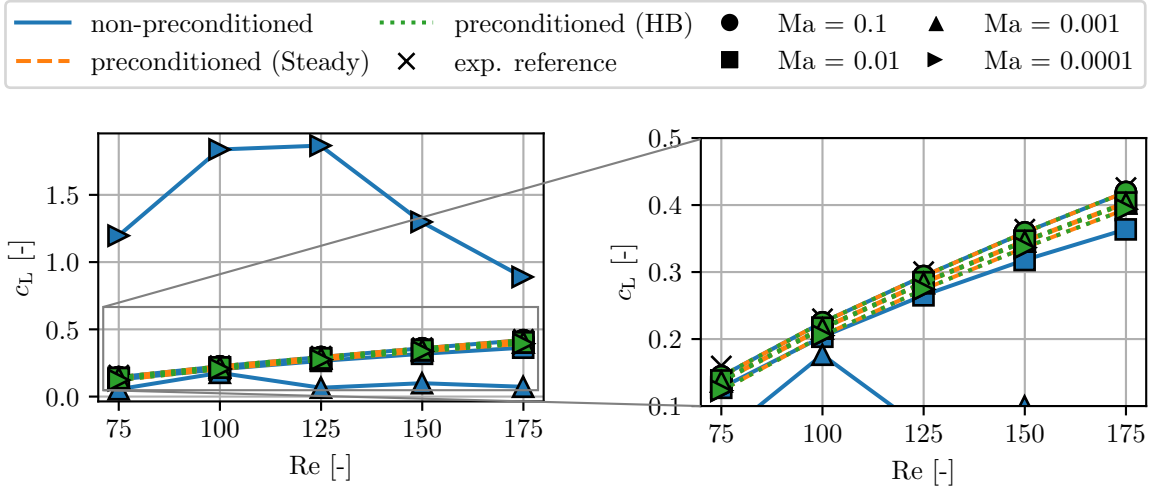 non-preconditioned
preconditioned (HB)
Ma = 0.1
Ma = 0.001
preconditioned (Steady)
exp. reference
Ma = 0.01
Ma = 0.0001
1.5
1.0
0.5
0.0
c_L [-]
75 100 125 150 175
Re [-]
0.5
0.4
0.3
0.2
0.1
c_L [-]
75 100 125 150 175
Re [-]